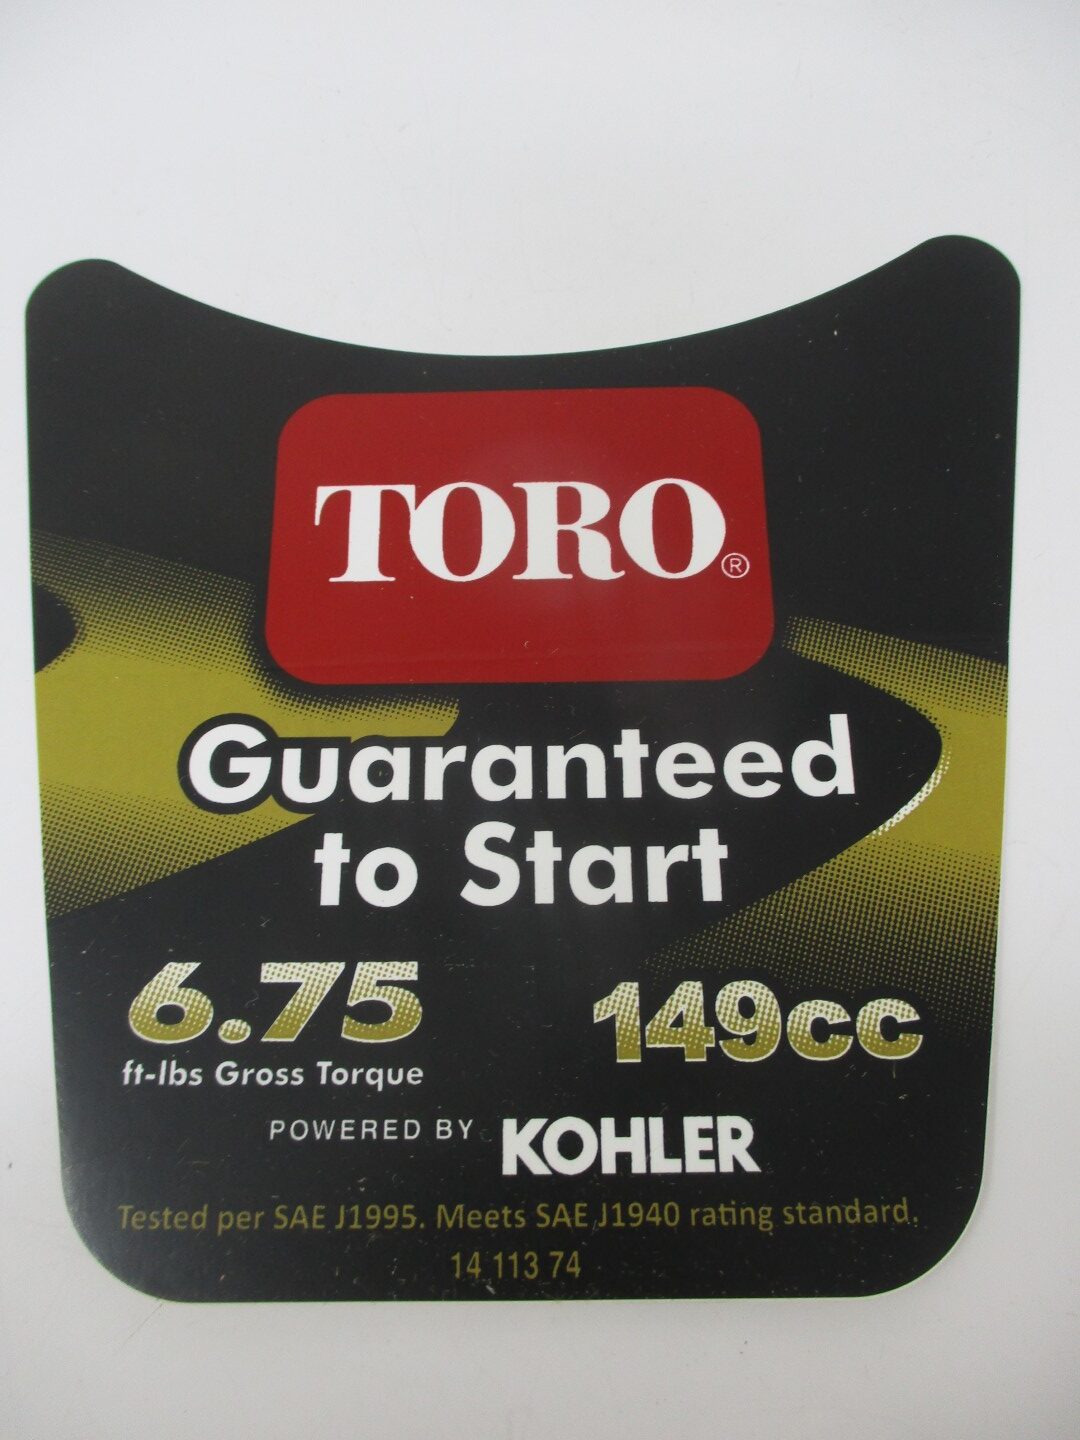 TORO®
Guaranteed
to Start
6.75 149cc
ft-lbs Gross Torque
POWERED BY KOHLER
Tested per SAE J1995. Meets SAE J1940 rating standard.
14 113 74